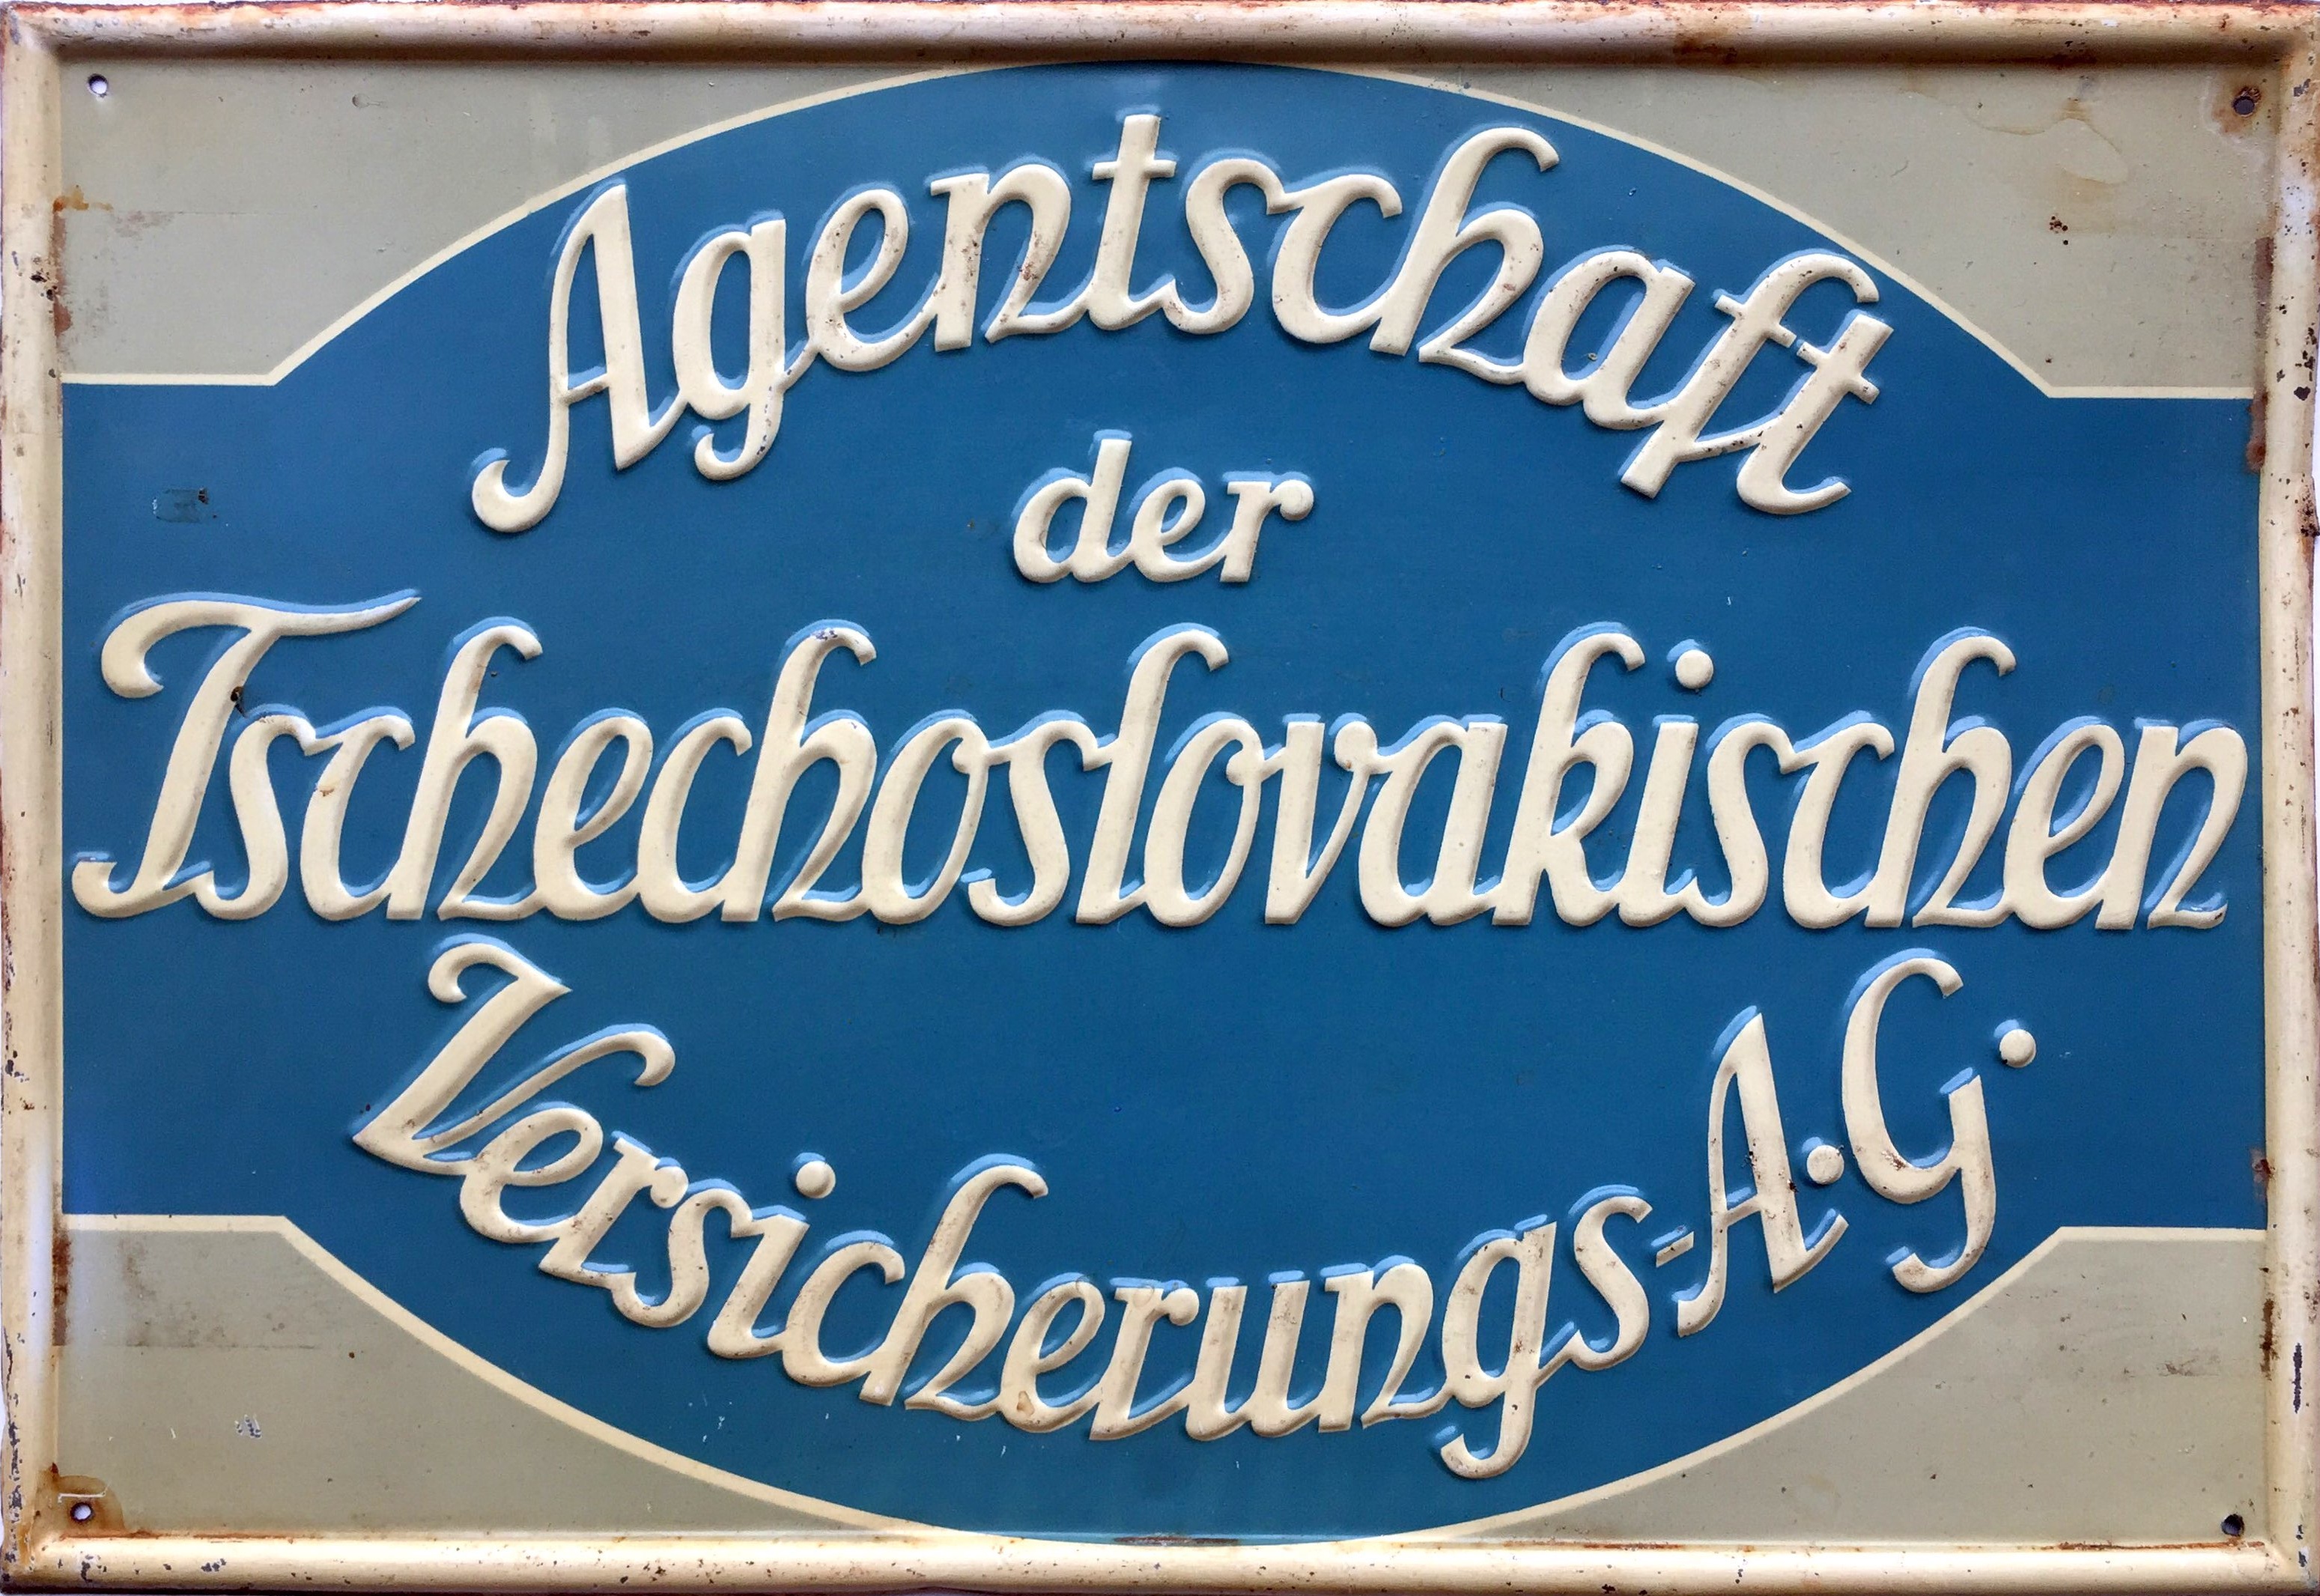 Agentschaft
der
Tschechoslovakischen
Versicherungs-A.G.